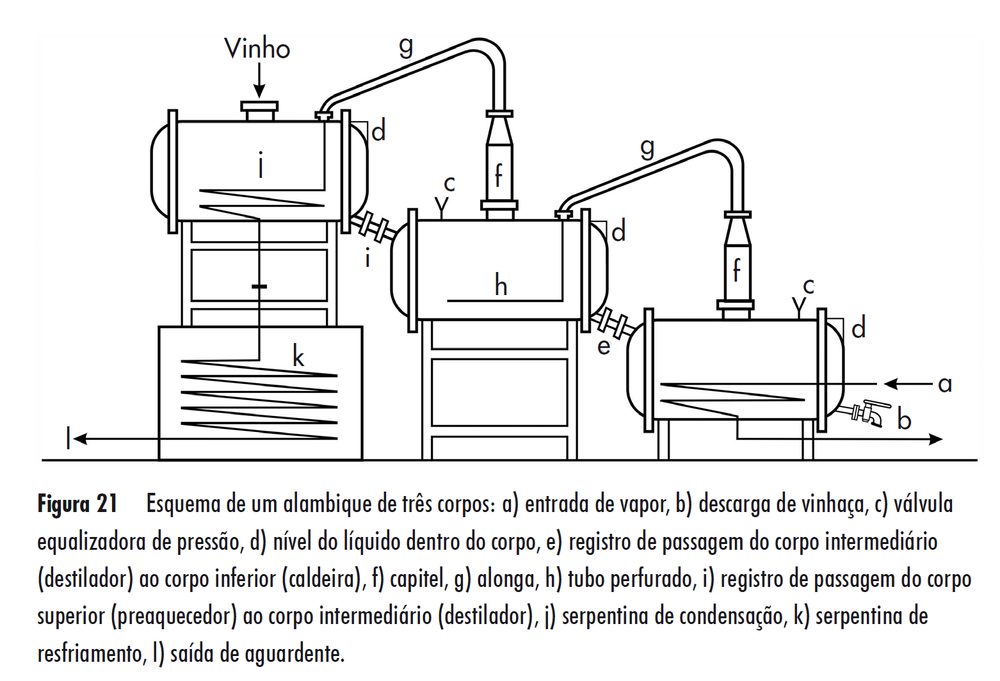 Vinho
g
d
j
f
c
g
i
h
d
f
c
e
d
k
a
b
l
Figura 21 Esquema de um alambique de três corpos: a) entrada de vapor, b) descarga de vinhaça, c) válvula
equalizadora de pressão, d) nível do líquido dentro do corpo, e) registro de passagem do corpo intermediário
(destilador) ao corpo inferior (caldeira), f) capitel, g) alonga, h) tubo perfurado, i) registro de passagem do corpo
superior (preaquecedor) ao corpo intermediário (destilador), j) serpentina de condensação, k) serpentina de
resfriamento, l) saída de aguardente.